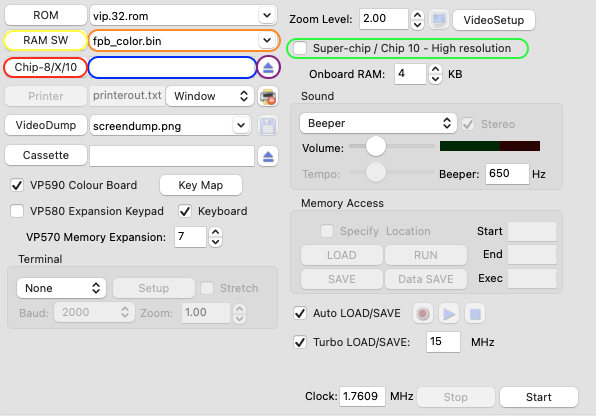 ROM vip.32.rom
RAM SW fpb_color.bin
Chip-8/X/10
Printer printerout.txt Window
VideoDump screendump.png
Cassette
VP590 Colour Board Key Map
VP580 Expansion Keypad Keyboard
VP570 Memory Expansion: 7
Terminal
None Setup Stretch
Baud: 2000 Zoom: 1.00
Zoom Level: 2.00 VideoSetup
Super-chip / Chip 10 - High resolution
Onboard RAM: 4 KB
Sound
Beeper Stereo
Volume:
Tempo: Beeper: 650 Hz
Memory Access
Specify Location Start
LOAD RUN End
SAVE Data SAVE Exec
Auto LOAD/SAVE
Turbo LOAD/SAVE: 15 MHz
Clock: 1.7609 MHz Stop Start